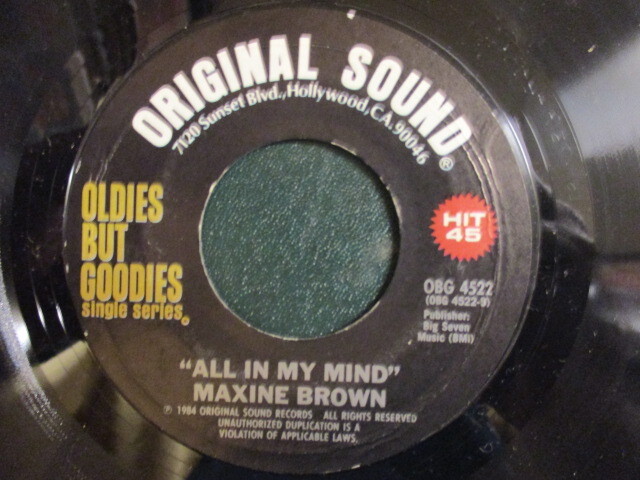 ORIGINAL SOUND®
7120 Sunset Blvd., Hollywood, CA. 90046
OLDIES
BUT
GOODIES
single series
HIT
45
OBG 4522
(OBG 4522-9)
Publisher:
Big Seven
Music (BMI)
"ALL IN MY MIND"
MAXINE BROWN
℗ 1984 ORIGINAL SOUND RECORDS ALL RIGHTS RESERVED
UNAUTHORIZED DUPLICATION IS A
VIOLATION OF APPLICABLE LAWS.